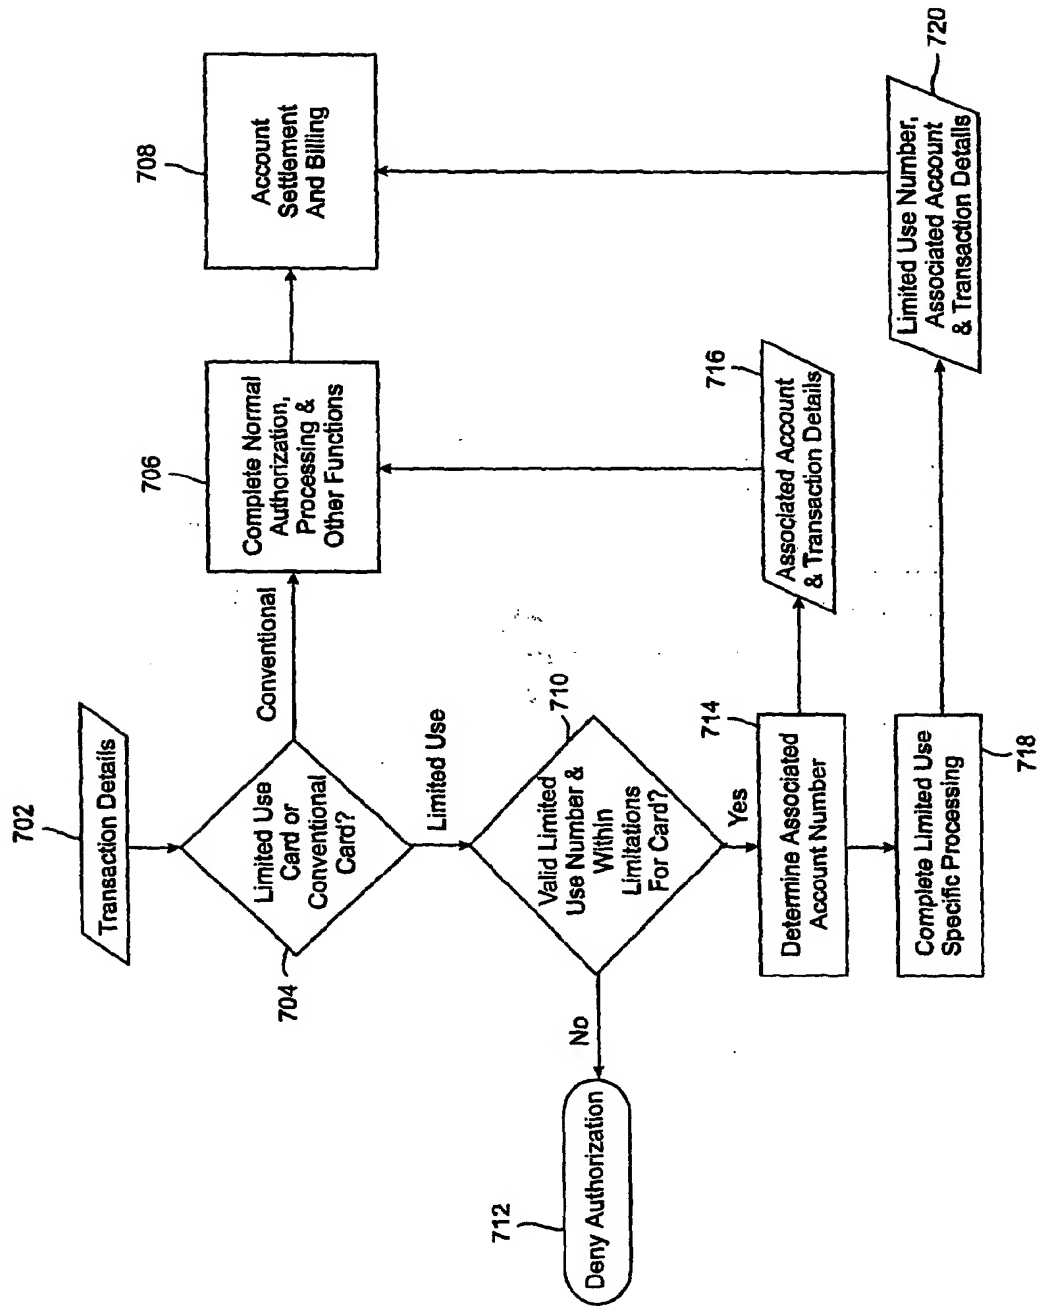 702
Transaction Details
704
Limited Use
Card or
Conventional
Card?
Conventional
706
Complete Normal
Authorization,
Processing &
Other Functions
708
Account
Settlement
And Billing
Limited Use
710
Valid Limited
Use Number &
Within
Limitations
For Card?
No
712
Deny Authorization
Yes
714
Determine Associated
Account Number
716
Associated Account
& Transaction Details
718
Complete Limited Use
Specific Processing
720
Limited Use Number,
Associated Account
& Transaction Details